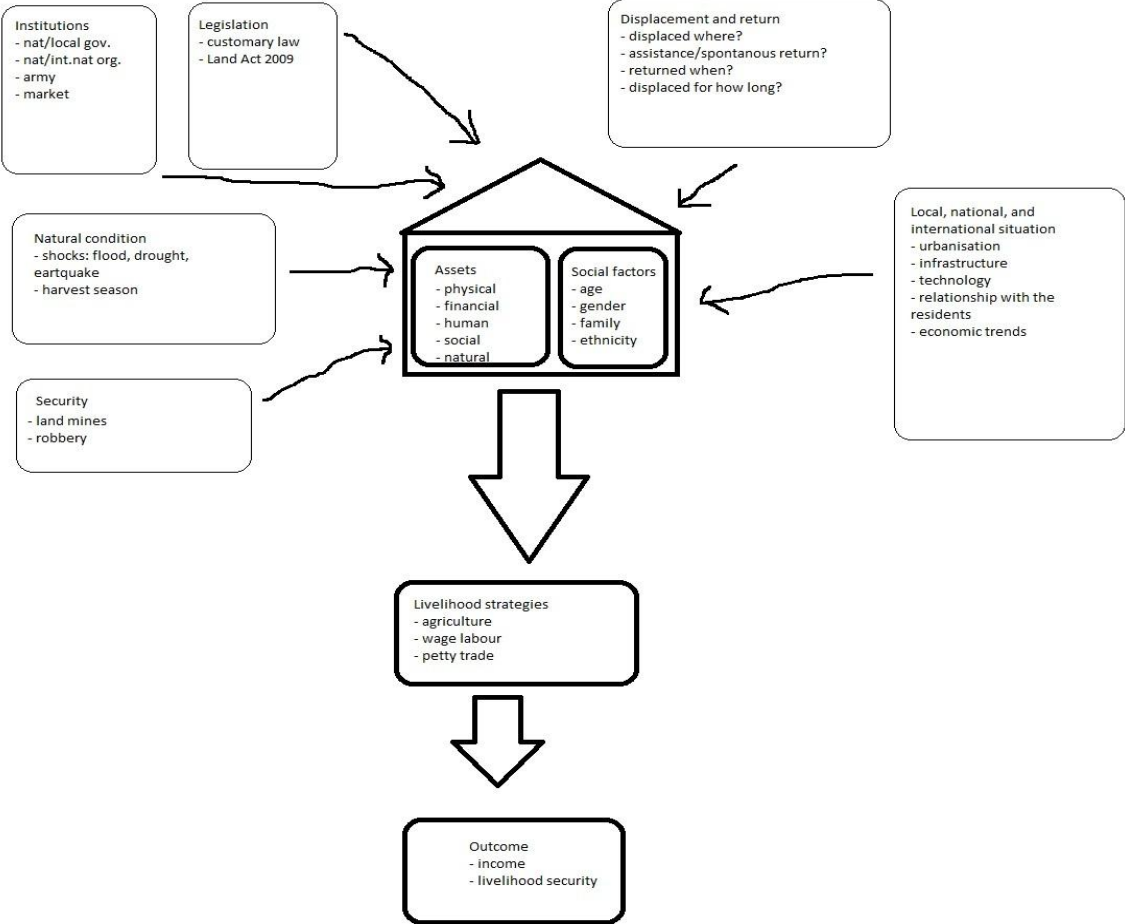 Institutions
- nat/local gov.
- nat/int.nat org.
- army
- market
Legislation
- customary law
- Land Act 2009
Displacement and return
- displaced where?
- assistance/spontanous return?
- returned when?
- displaced for how long?
Natural condition
- shocks: flood, drought,
eartquake
- harvest season
Security
- land mines
- robbery
Assets
- physical
- financial
- human
- social
- natural
Social factors
- age
- gender
- family
- ethnicity
Local, national, and
international situation
- urbanisation
- infrastructure
- technology
- relationship with the
residents
- economic trends
Livelihood strategies
- agriculture
- wage labour
- petty trade
Outcome
- income
- livelihood security